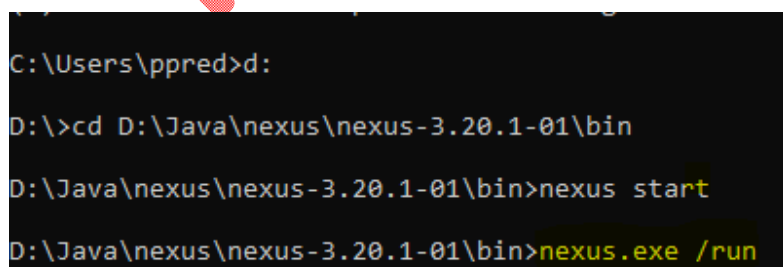 C:\Users\ppred>d:
D:\>cd D:\Java\nexus\nexus-3.20.1-01\bin
D:\Java\nexus\nexus-3.20.1-01\bin>nexus start
D:\Java\nexus\nexus-3.20.1-01\bin>nexus.exe /run